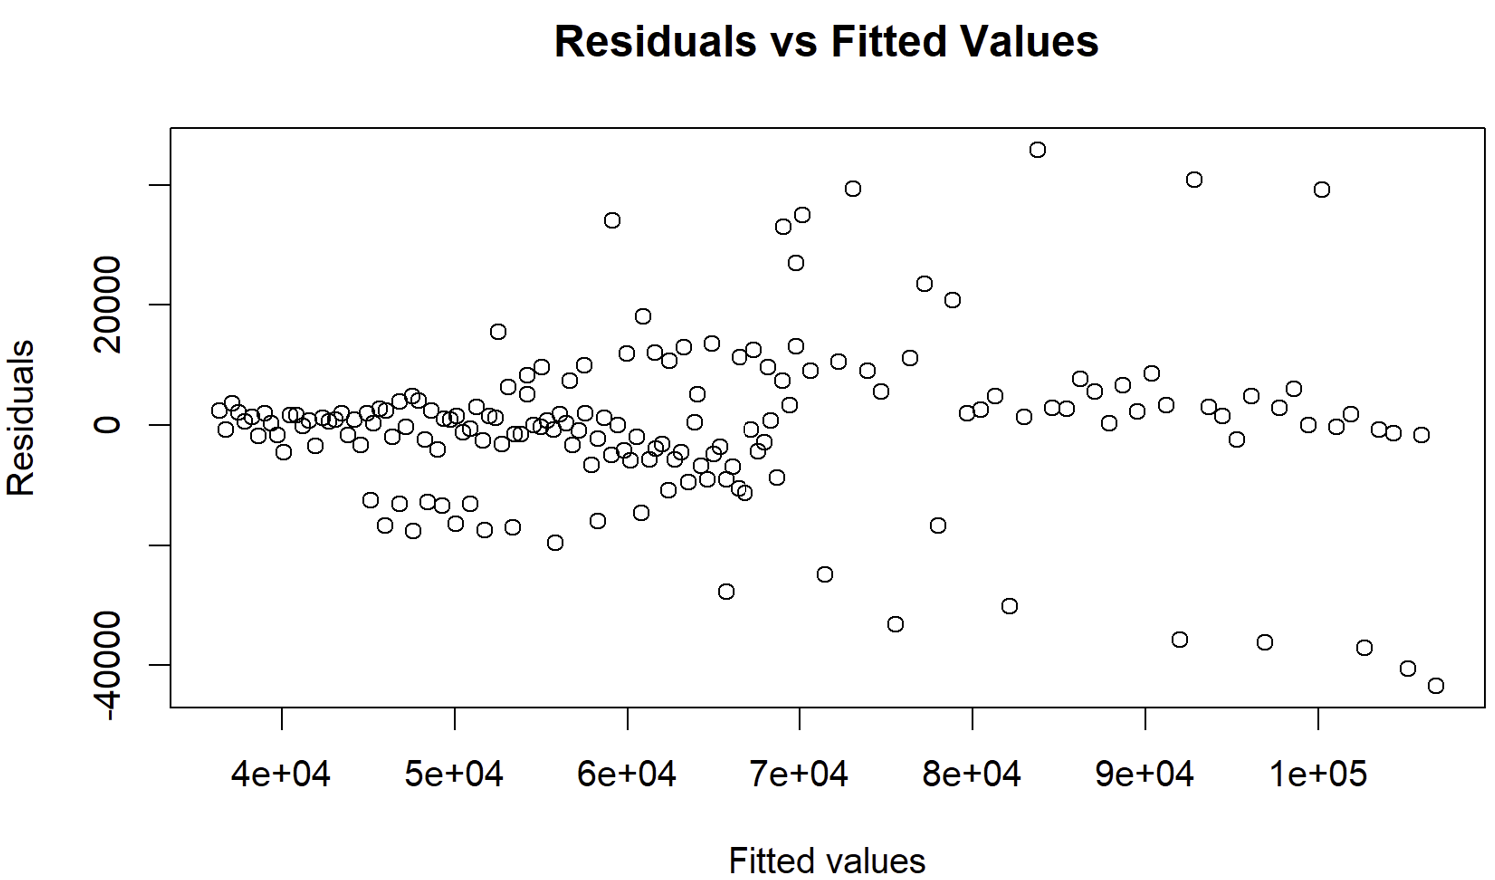 Residuals vs Fitted Values
Residuals
20000
0
-40000
4e+04 5e+04 6e+04 7e+04 8e+04 9e+04 1e+05
Fitted values